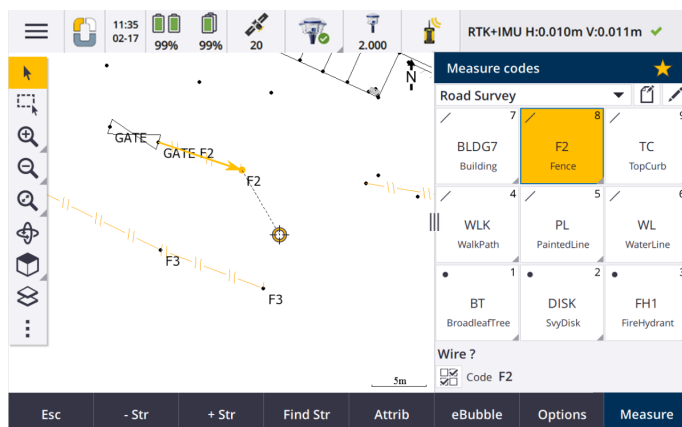 11:35
02-17
99%
99%
20
2.000
RTK+IMU H:0.010m V:0.011m
Measure codes
Road Survey
N
GATE
GATE F2
F2
F3
F3
5m
7
BLDG7
Building
8
F2
Fence
9
TC
TopCurb
4
WLK
WalkPath
5
PL
PaintedLine
6
WL
WaterLine
1
BT
BroadleafTree
2
DISK
SvyDisk
3
FH1
FireHydrant
Wire ?
Code F2
Esc
- Str
+ Str
Find Str
Attrib
eBubble
Options
Measure